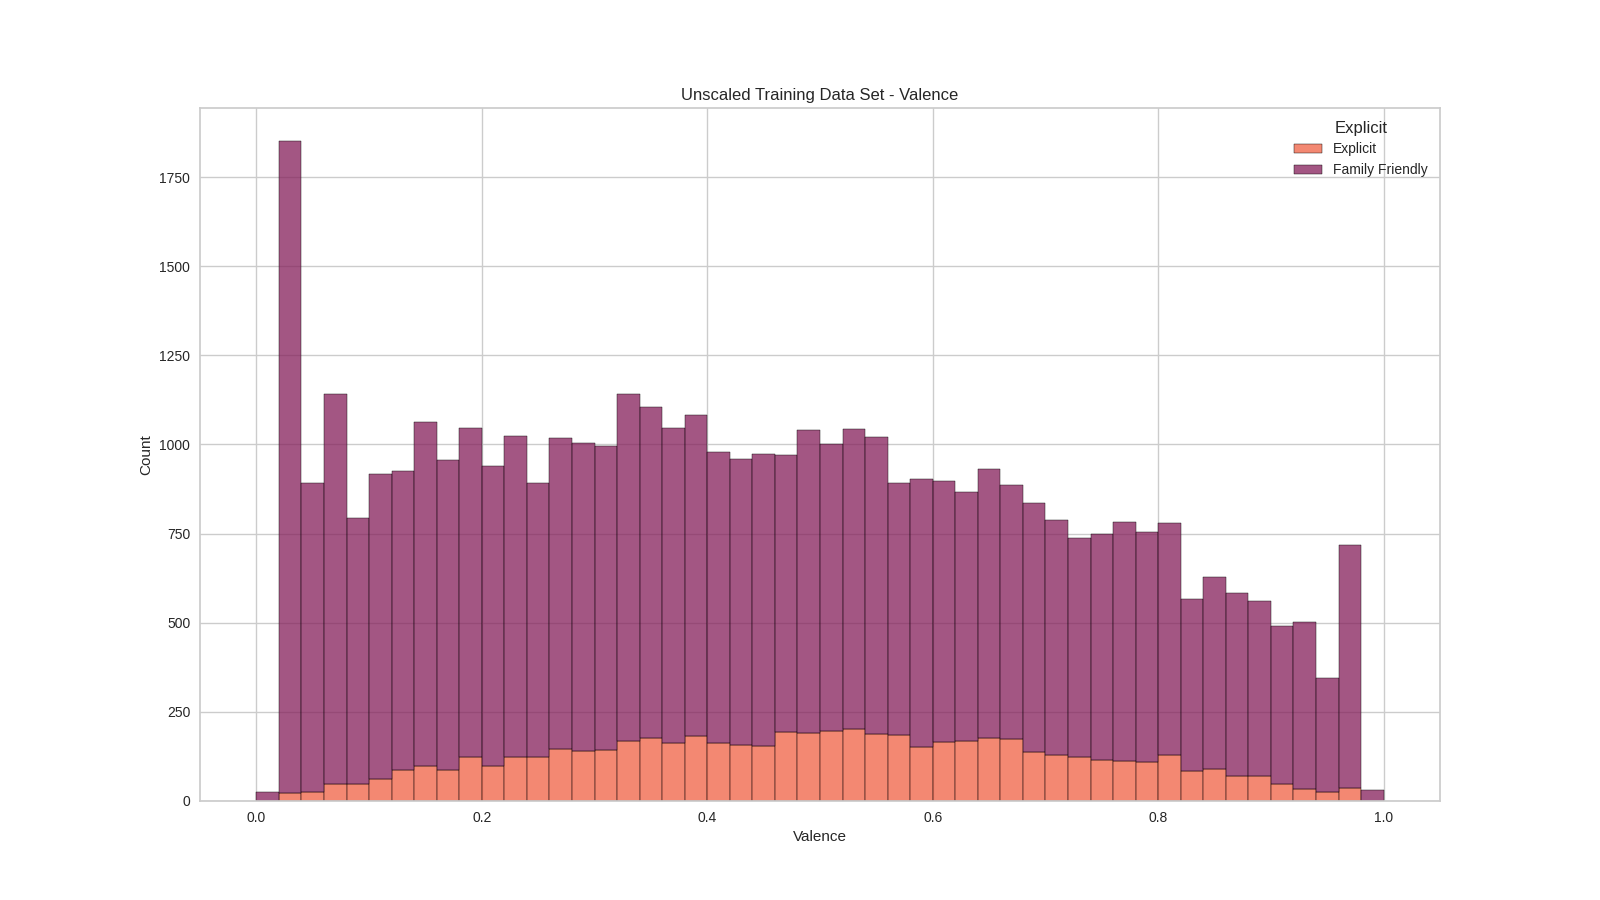 Unscaled Training Data Set - Valence
Explicit
Explicit
Family Friendly
1750
1500
1250
1000
750
500
250
0
Count
0.0 0.2 0.4 0.6 0.8 1.0
Valence